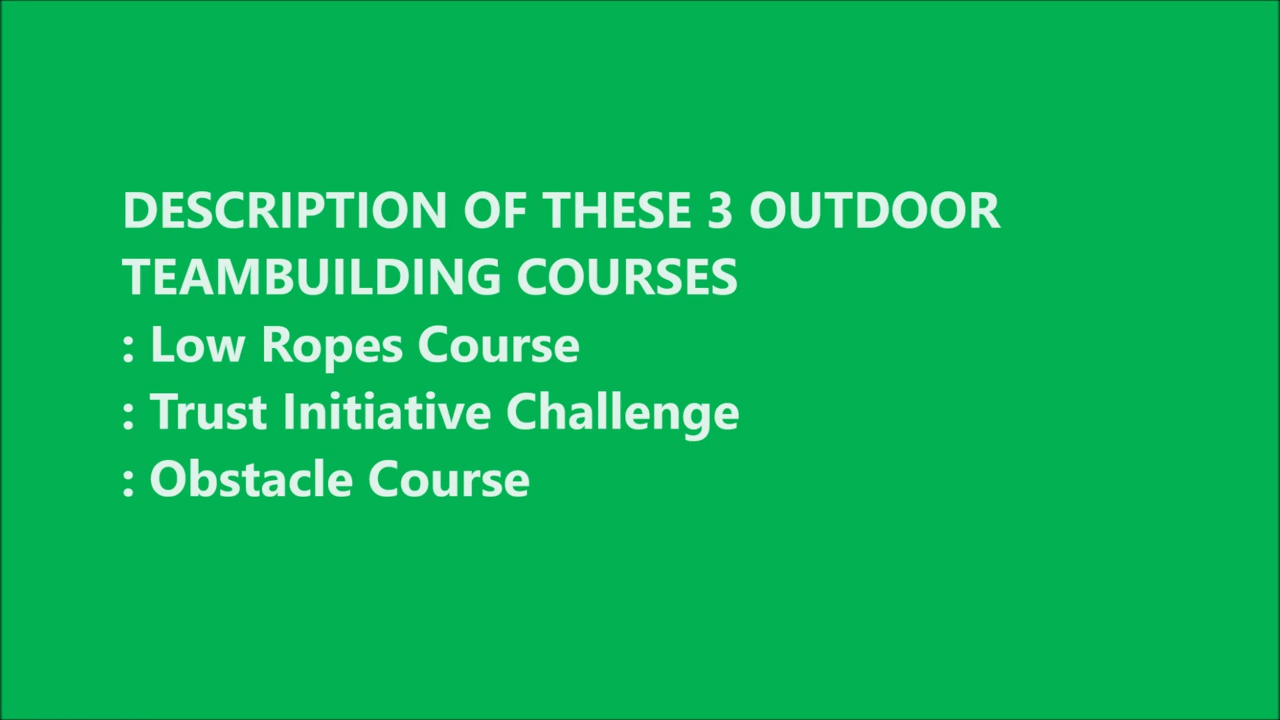 DESCRIPTION OF THESE 3 OUTDOOR
TEAMBUILDING COURSES
: Low Ropes Course
: Trust Initiative Challenge
: Obstacle Course